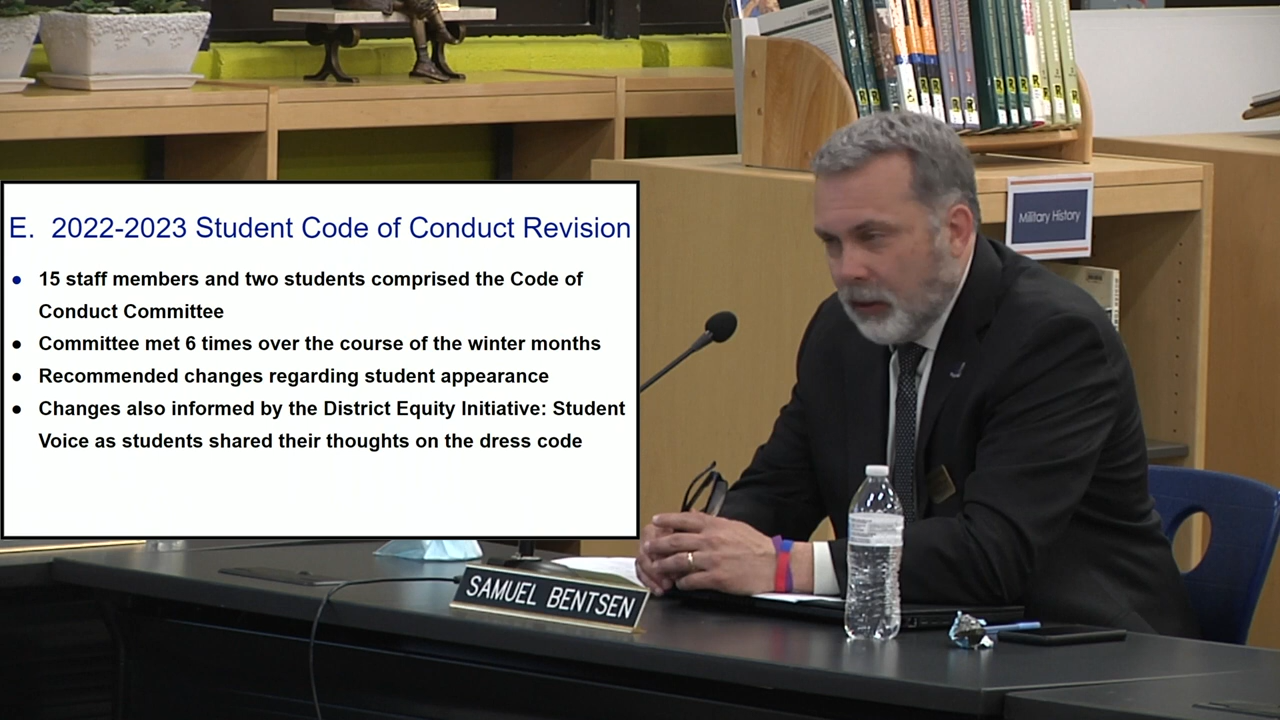 E. 2022-2023 Student Code of Conduct Revision
● 15 staff members and two students comprised the Code of
Conduct Committee
● Committee met 6 times over the course of the winter months
● Recommended changes regarding student appearance
● Changes also informed by the District Equity Initiative: Student
Voice as students shared their thoughts on the dress code
Military History
SAMUEL BENTSEN